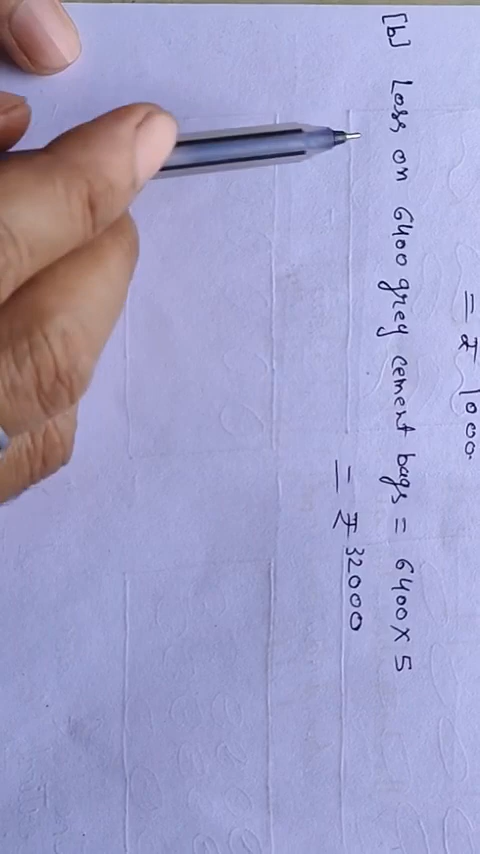 = ₹ 1000.
[b] Loss on 6400 grey cement bags = 6400 x 5
= ₹ 32000